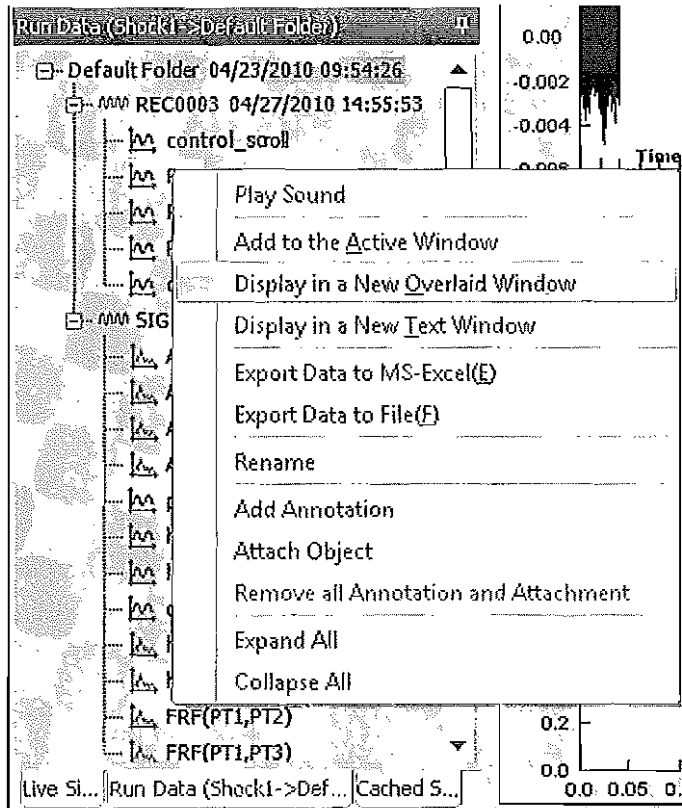 Run Data (Shock1->Default Folder)
Default Folder 04/23/2010 09:54:26
REC0003 04/27/2010 14:55:53
control_scroll
SIG
Play Sound
Add to the Active Window
Display in a New Overlaid Window
Display in a New Text Window
Export Data to MS-Excel(E)
Export Data to File(F)
Rename
Add Annotation
Attach Object
Remove all Annotation and Attachment
Expand All
Collapse All
FRF(PT1,PT2)
FRF(PT1,PT3)
Live Si...
Run Data (Shock1->Def...
Cached S...
0.00
-0.002
-0.004
Time
0.2
0.0
0.0 0.05 0.